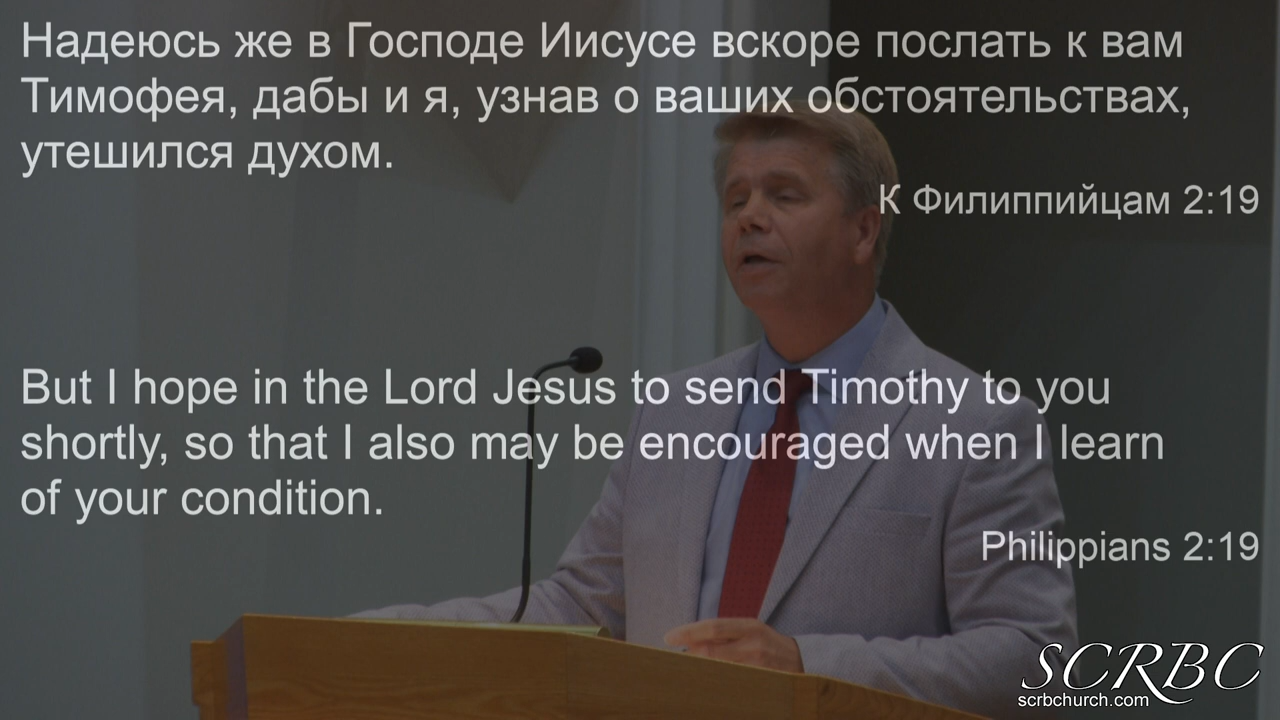 Надеюсь же в Господе Иисусе вскоре послать к вам
Тимофея, дабы и я, узнав о ваших обстоятельствах,
утешился духом.
К Филиппийцам 2:19
But I hope in the Lord Jesus to send Timothy to you
shortly, so that I also may be encouraged when I learn
of your condition.
Philippians 2:19
SCRBC
scrbchurch.com